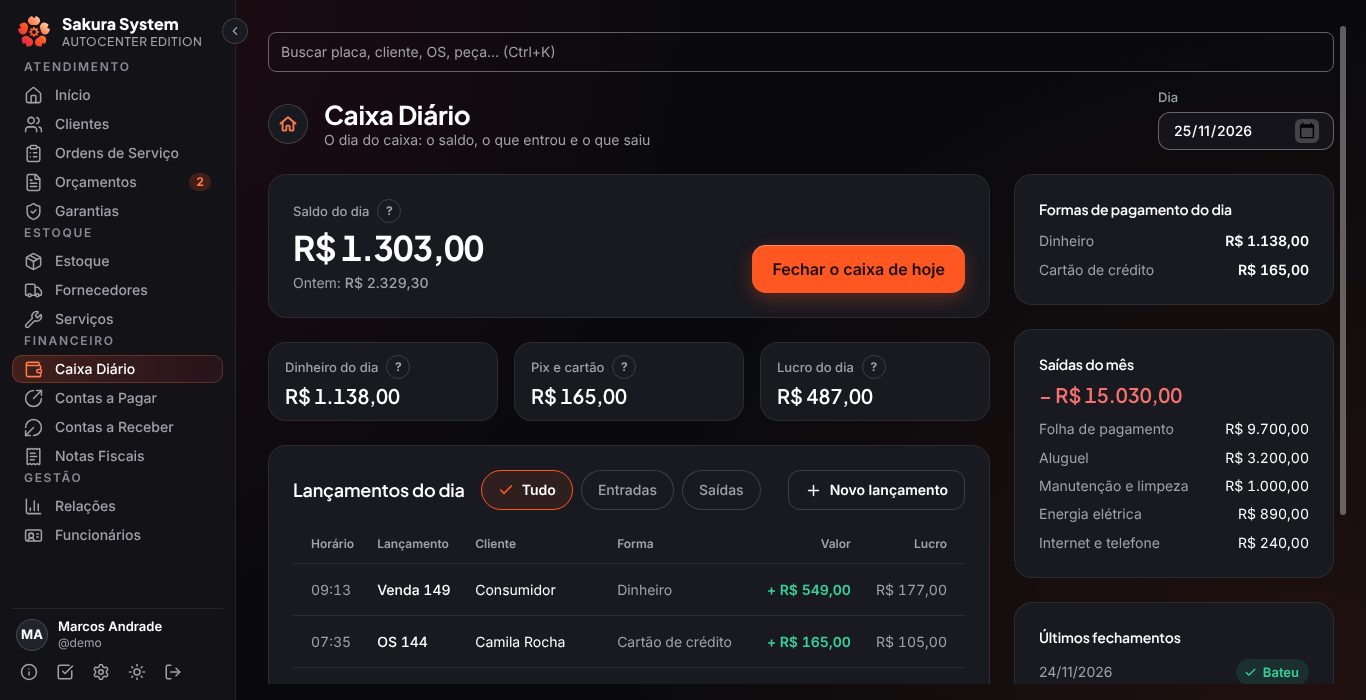 Sakura System
AUTOCENTER EDITION
ATENDIMENTO
Início
Clientes
Ordens de Serviço
Orçamentos 2
Garantias
ESTOQUE
Estoque
Fornecedores
Serviços
FINANCEIRO
Caixa Diário
Contas a Pagar
Contas a Receber
Notas Fiscais
GESTÃO
Relações
Funcionários
MA
Marcos Andrade
@demo
Buscar placa, cliente, OS, peça... (Ctrl+K)
Caixa Diário
O dia do caixa: o saldo, o que entrou e o que saiu
Dia
25/11/2026
Saldo do dia ?
R$ 1.303,00
Ontem: R$ 2.329,30
Fechar o caixa de hoje
Dinheiro do dia ?
R$ 1.138,00
Pix e cartão ?
R$ 165,00
Lucro do dia ?
R$ 487,00
Lançamentos do dia
Tudo
Entradas
Saídas
+ Novo lançamento
Horário Lançamento Cliente Forma Valor Lucro
09:13 Venda 149 Consumidor Dinheiro + R$ 549,00 R$ 177,00
07:35 OS 144 Camila Rocha Cartão de crédito + R$ 165,00 R$ 105,00
Formas de pagamento do dia
Dinheiro R$ 1.138,00
Cartão de crédito R$ 165,00
Saídas do mês
– R$ 15.030,00
Folha de pagamento R$ 9.700,00
Aluguel R$ 3.200,00
Manutenção e limpeza R$ 1.000,00
Energia elétrica R$ 890,00
Internet e telefone R$ 240,00
Últimos fechamentos
24/11/2026 Bateu